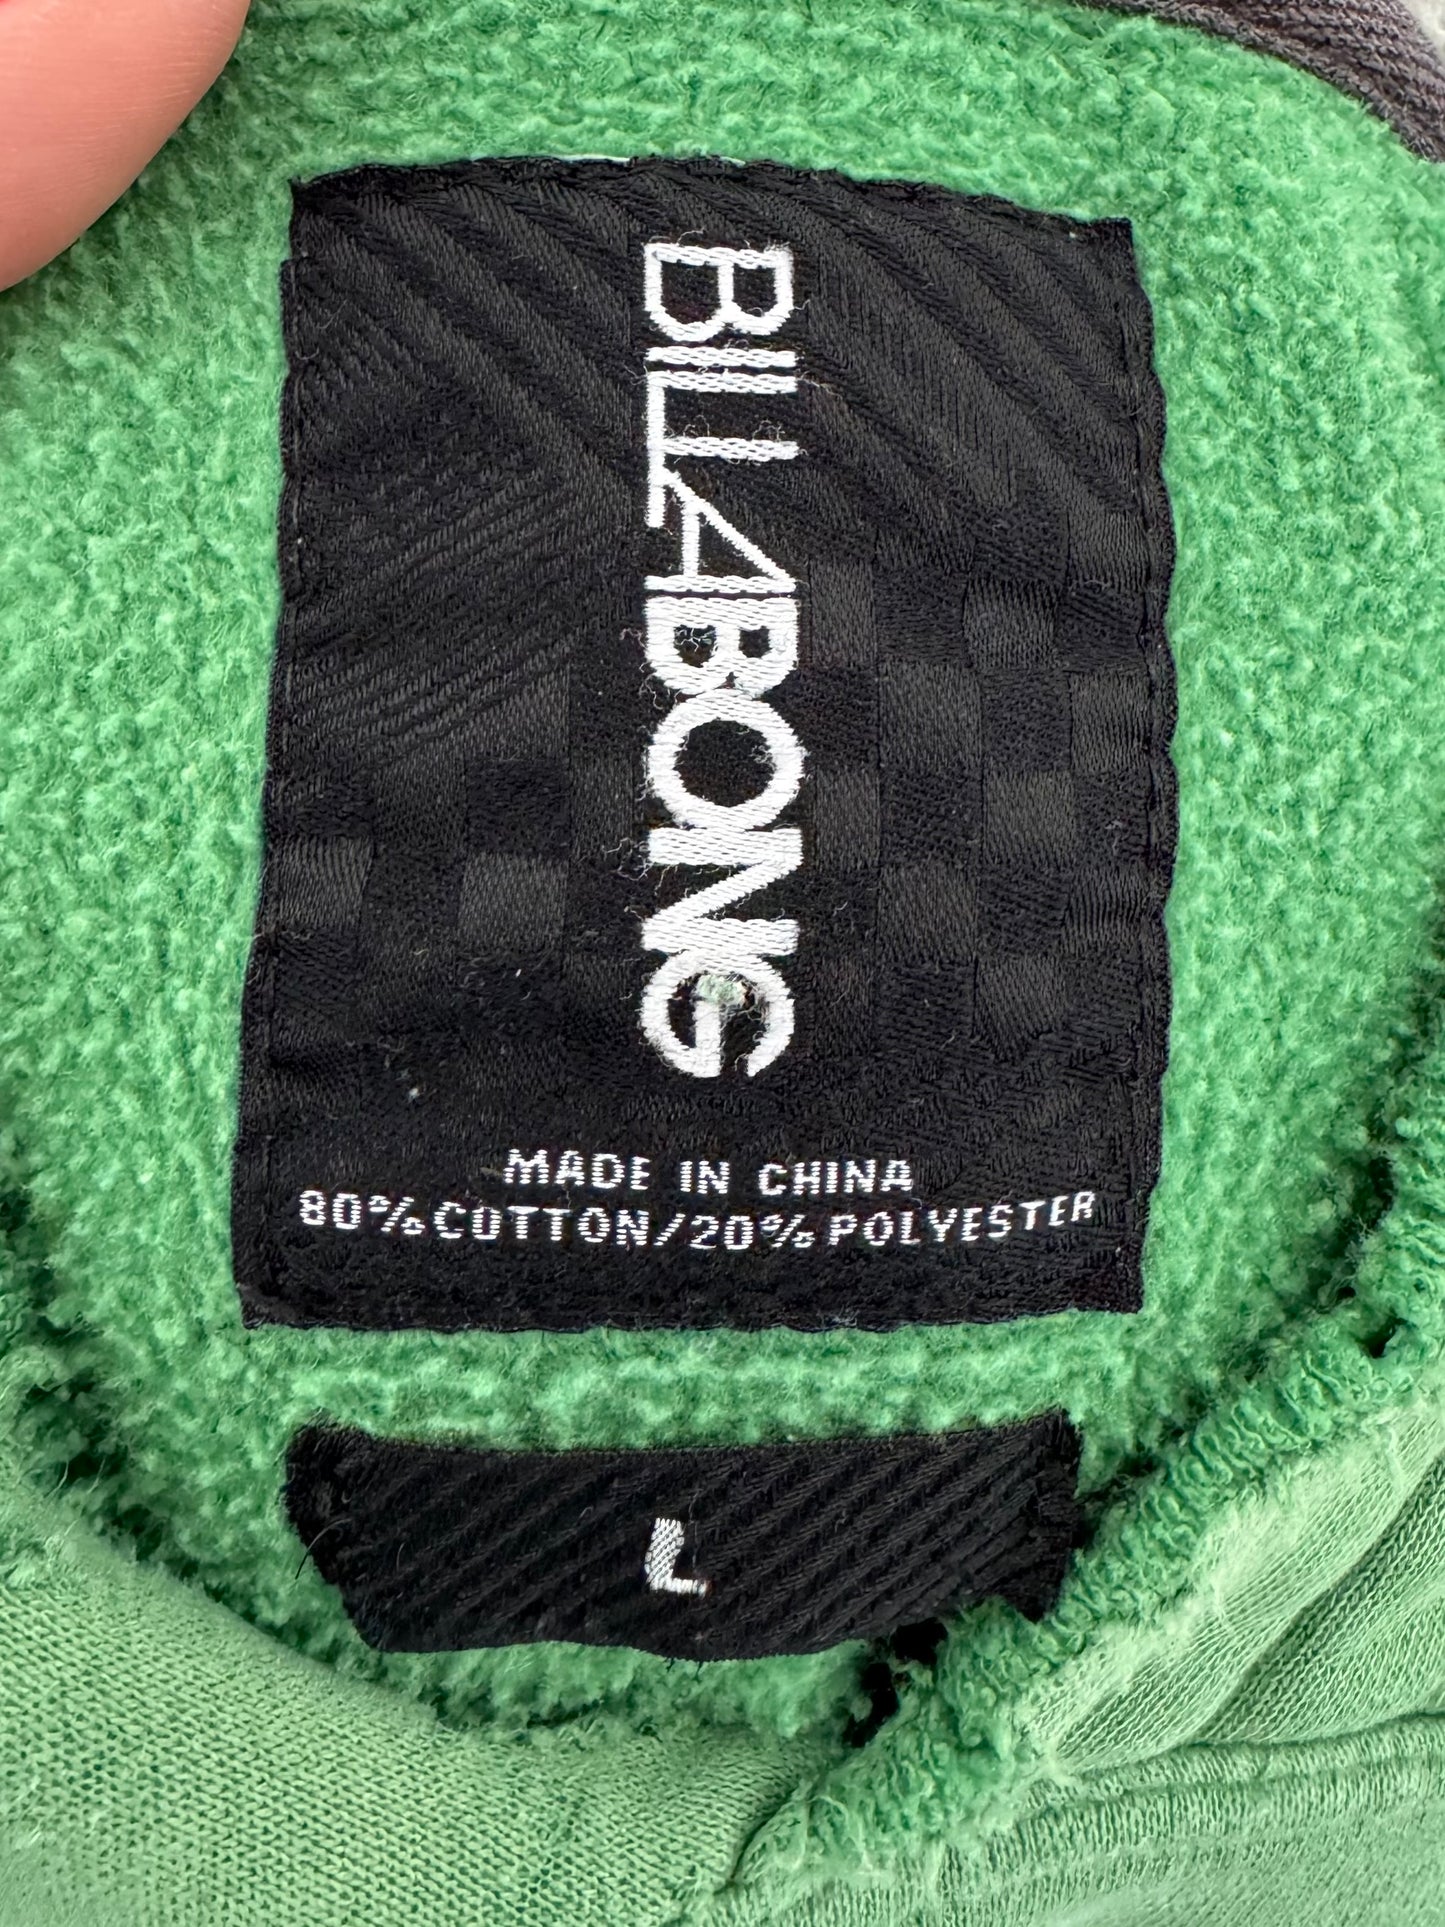 BILLABONG
MADE IN CHINA
80%COTTON/20%POLYESTER
L